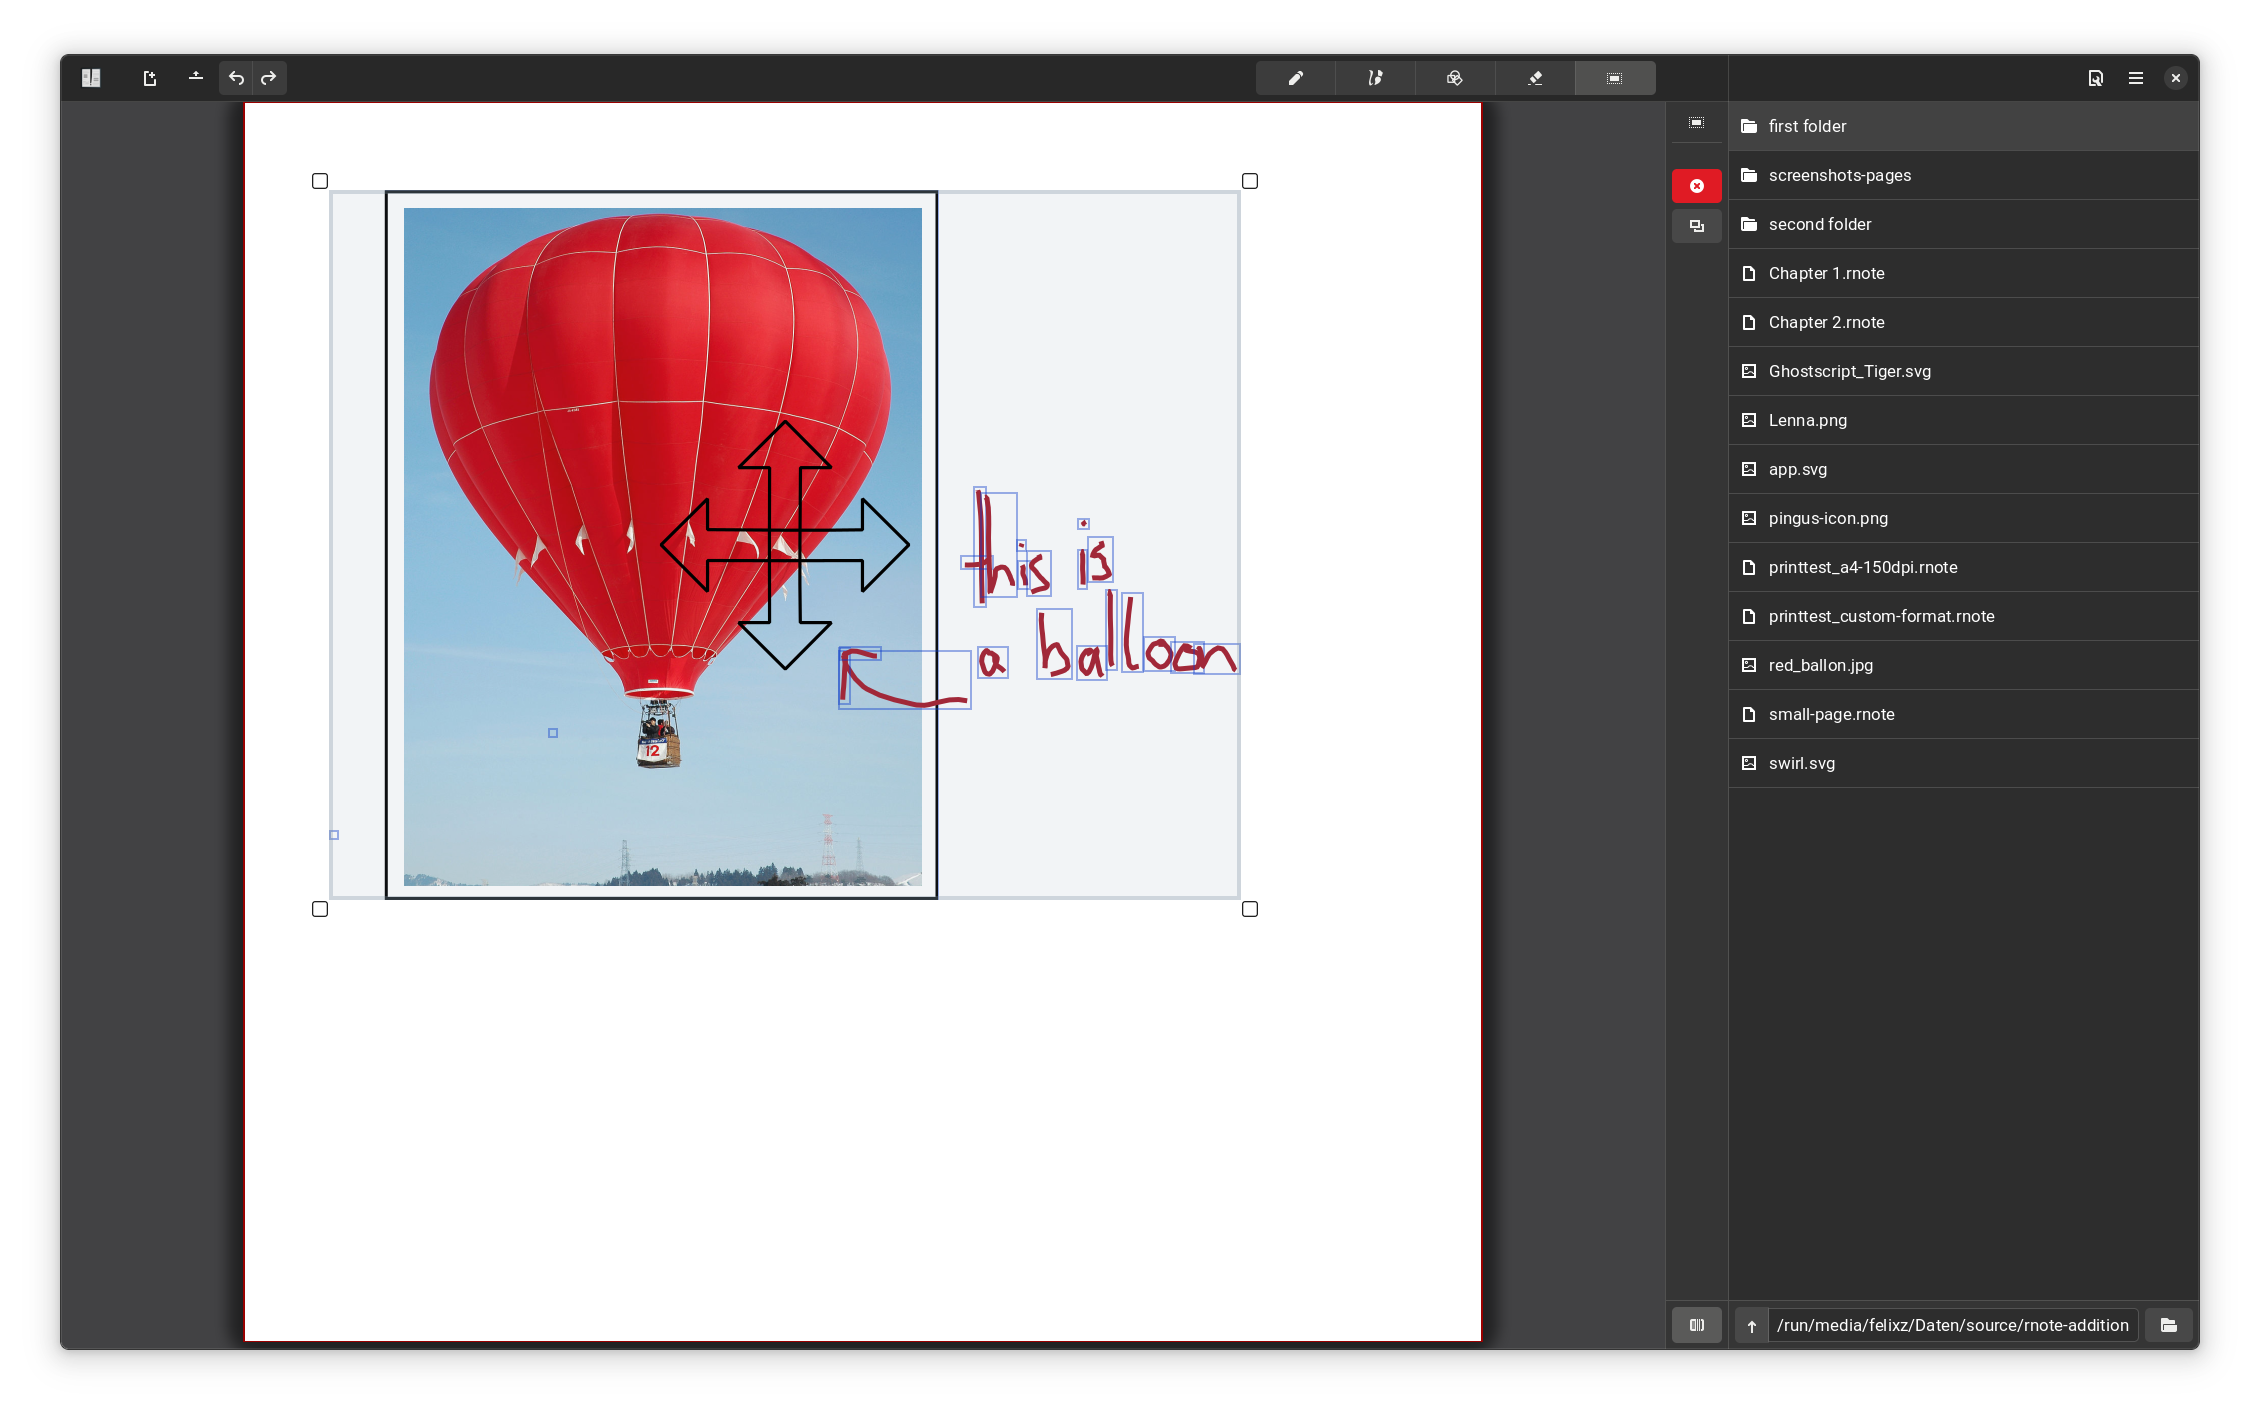 first folder
screenshots-pages
second folder
Chapter 1.rnote
Chapter 2.rnote
Ghostscript_Tiger.svg
Lenna.png
app.svg
pingus-icon.png
printtest_a4-150dpi.rnote
printtest_custom-format.rnote
red_ballon.jpg
small-page.rnote
swirl.svg
this is
a balloon
12
/run/media/felixz/Daten/source/rnote-addition